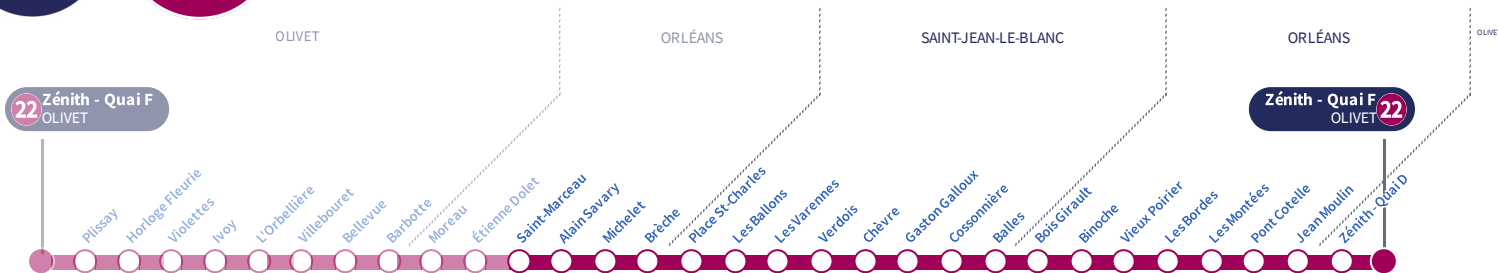 OLIVET
ORLÉANS
SAINT-JEAN-LE-BLANC
ORLÉANS
OLIVE
22 Zénith - Quai F
OLIVET
Zénith - Quai F 22
OLIVET
Plissay
Horloge Fleurie
Violettes
Ivoy
L'Orbellière
Villebouret
Bellevue
Barbotte
Moreau
Étienne Dolet
Saint-Marceau
Alain Savary
Michelet
Brèche
Place St-Charles
Les Ballons
Les Varennes
Verdois
Chèvre
Gaston Galloux
Cossonnière
Balles
Bois Girault
Binoche
Vieux Poirier
Les Bordes
Les Montées
Pont Cotelle
Jean Moulin
Zénith - Quai D